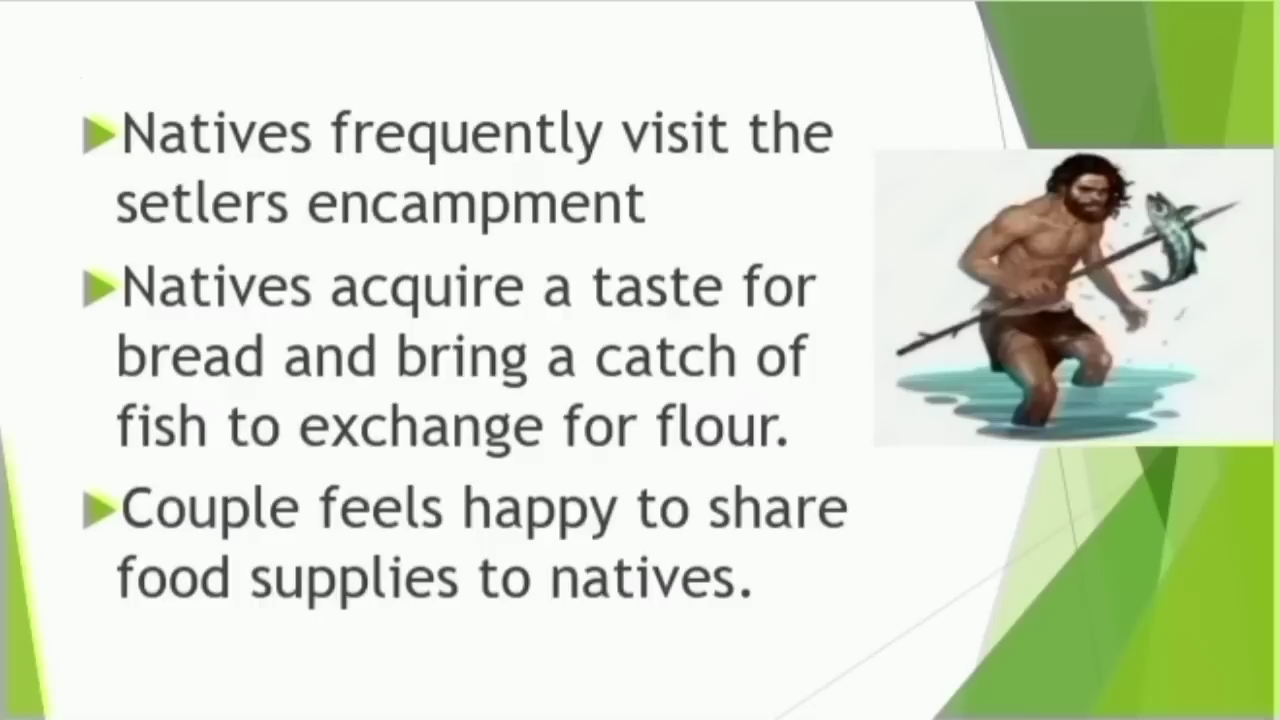 Natives frequently visit the
setlers encampment
Natives acquire a taste for
bread and bring a catch of
fish to exchange for flour.
Couple feels happy to share
food supplies to natives.